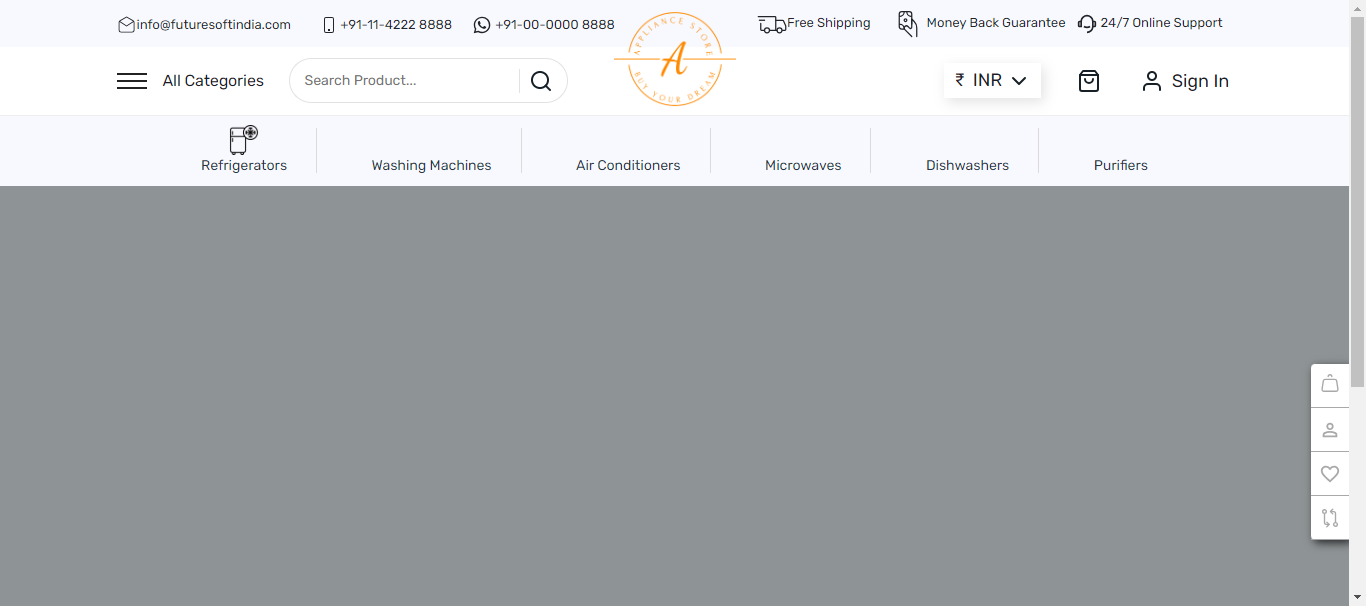 info@futuresoftindia.com
+91-11-4222 8888
+91-00-0000 8888
APPLIANCE STORE
A
BUY YOUR DREAM
Free Shipping
Money Back Guarantee
24/7 Online Support
All Categories
Search Product...
₹ INR
Sign In
Refrigerators
Washing Machines
Air Conditioners
Microwaves
Dishwashers
Purifiers